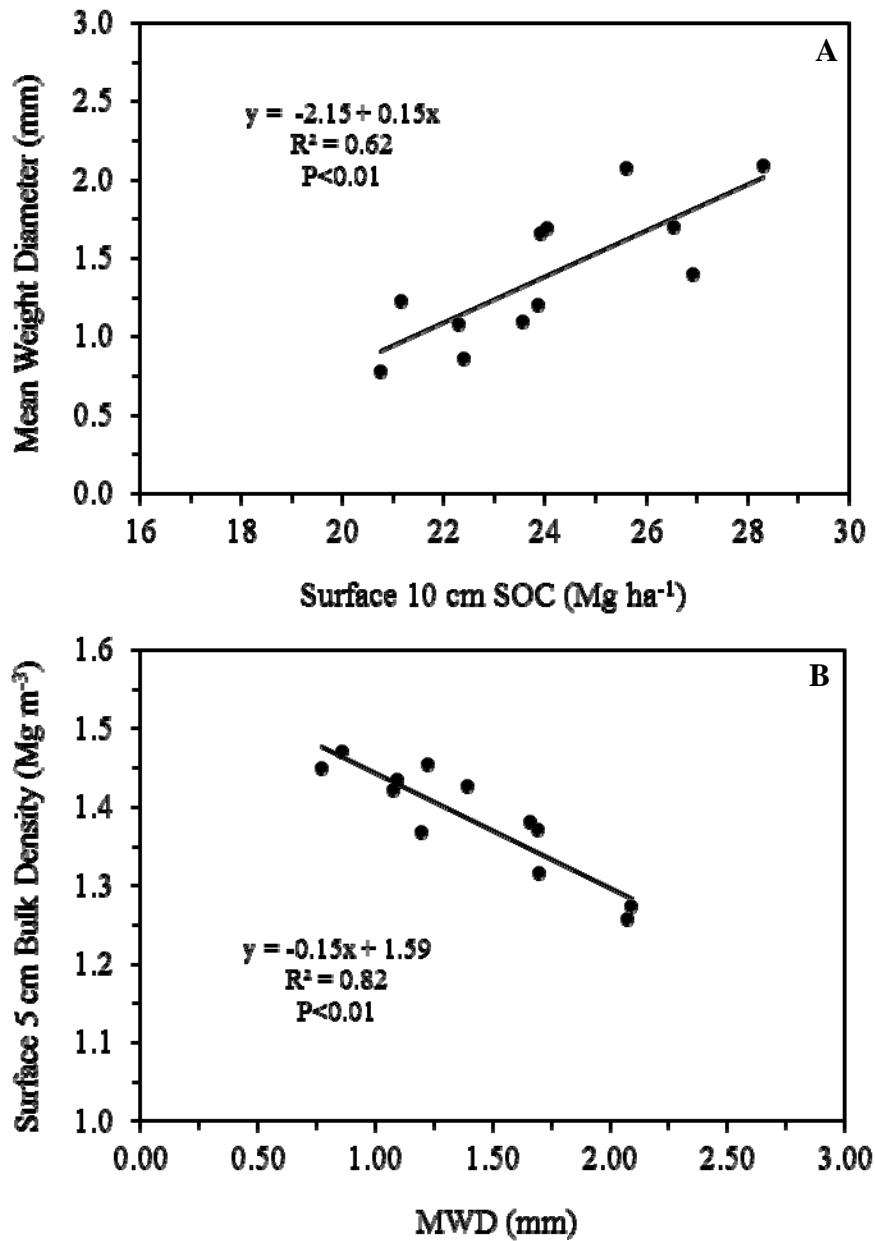 A
3.0
2.5
2.0
1.5
1.0
0.5
0.0
Mean Weight Diameter (mm)
y = -2.15 + 0.15x
R² = 0.62
P<0.01
16 18 20 22 24 26 28 30
Surface 10 cm SOC (Mg ha⁻¹)
B
1.6
1.5
1.4
1.3
1.2
1.1
1.0
Surface 5 cm Bulk Density (Mg m⁻³)
y = -0.15x + 1.59
R² = 0.82
P<0.01
0.00 0.50 1.00 1.50 2.00 2.50 3.00
MWD (mm)